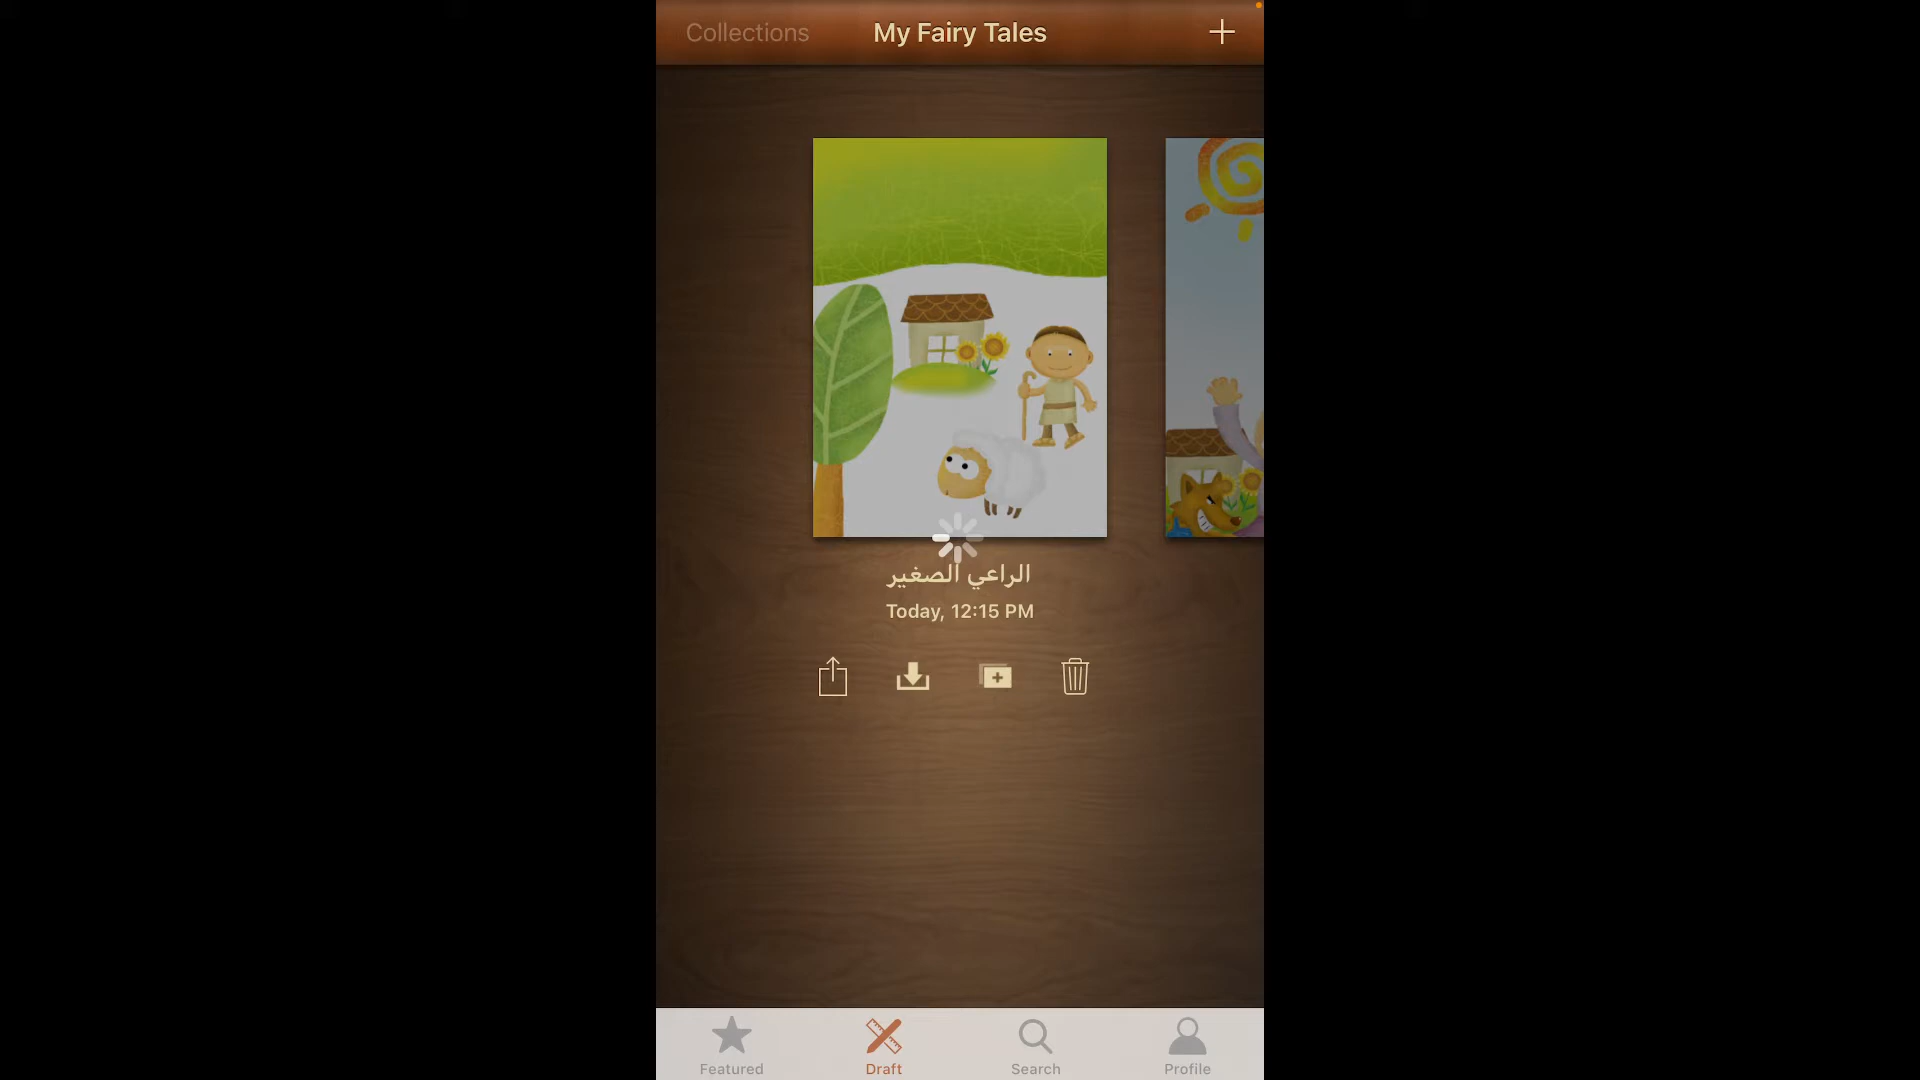 Collections
My Fairy Tales
الراعي الصغير
Today, 12:15 PM
Featured
Draft
Search
Profile